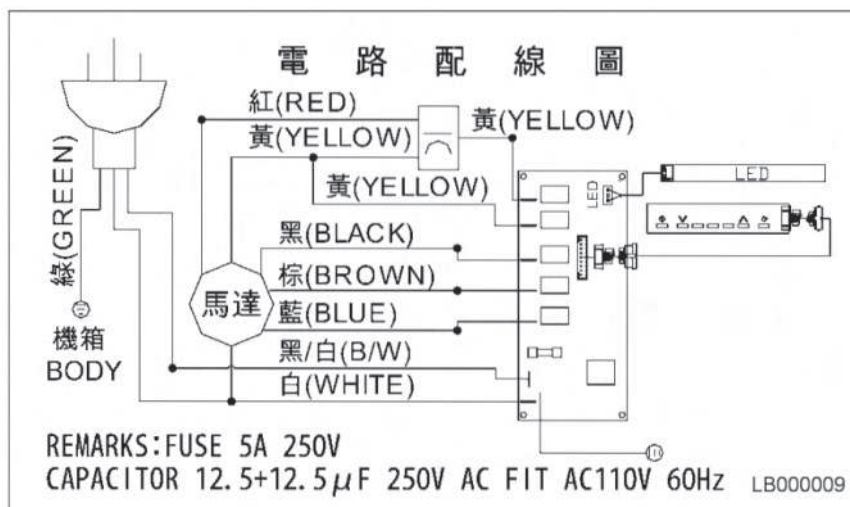 電路配線圖
紅(RED)
黃(YELLOW)
黃(YELLOW)
黃(YELLOW)
綠(GREEN)
LED
LED
黑(BLACK)
棕(BROWN)
馬達
藍(BLUE)
機箱
BODY
黑/白(B/W)
白(WHITE)
REMARKS:FUSE 5A 250V
CAPACITOR 12.5+12.5μF 250V AC FIT AC110V 60Hz
LB000009